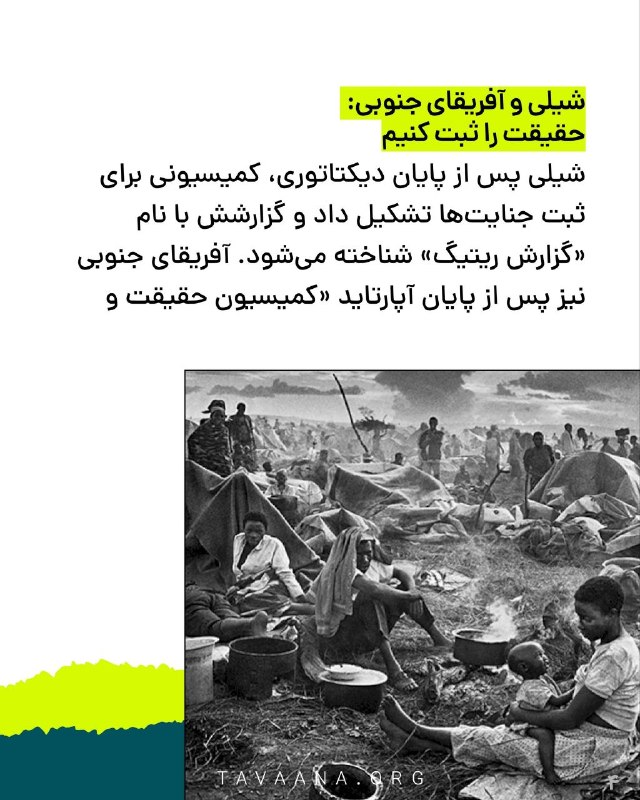 شیلی و آفریقای جنوبی:
حقیقت را ثبت کنیم
شیلی پس از پایان دیکتاتوری، کمیسیونی برای
ثبت جنایت‌ها تشکیل داد و گزارشش با نام
«گزارش ریتیگ» شناخته می‌شود. آفریقای جنوبی
نیز پس از پایان آپارتاید «کمیسیون حقیقت و
TAVAANA.ORG